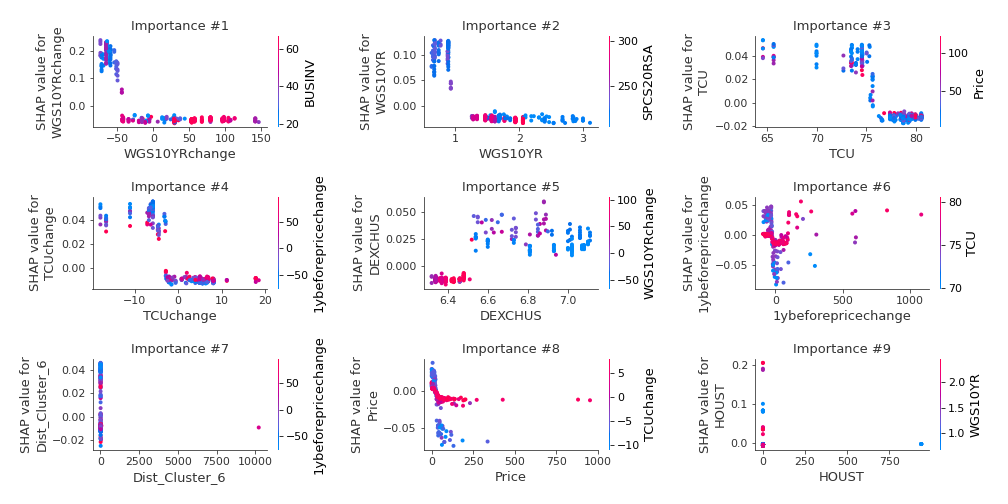 Importance #1
SHAP value for
WGS10YRchange
0.2
0.1
0.0
−50 0 50 100 150
WGS10YRchange
60
40
20
BUSINV
Importance #2
SHAP value for
WGS10YR
0.10
0.05
0.00
1 2 3
WGS10YR
300
250
SPCS20RSA
Importance #3
SHAP value for
TCU
0.04
0.02
0.00
−0.02
65 70 75 80
TCU
100
50
Price
Importance #4
SHAP value for
TCUchange
0.04
0.02
0.00
−10 0 10 20
TCUchange
50
0
−50
1ybeforepricechange
Importance #5
SHAP value for
DEXCHUS
0.050
0.025
0.000
6.4 6.6 6.8 7.0
DEXCHUS
100
50
0
−50
WGS10YRchange
Importance #6
SHAP value for
1ybeforepricechange
0.05
0.00
−0.05
0 500 1000
1ybeforepricechange
80
75
70
TCU
Importance #7
SHAP value for
Dist_Cluster_6
0.04
0.02
0.00
−0.02
0 2500 5000 7500 10000
Dist_Cluster_6
50
0
−50
1ybeforepricechange
Importance #8
SHAP value for
Price
0.00
−0.05
0 250 500 750 1000
Price
5
0
−5
−10
TCUchange
Importance #9
SHAP value for
HOUST
0.2
0.1
0.0
0 250 500 750
HOUST
2.0
1.5
1.0
WGS10YR